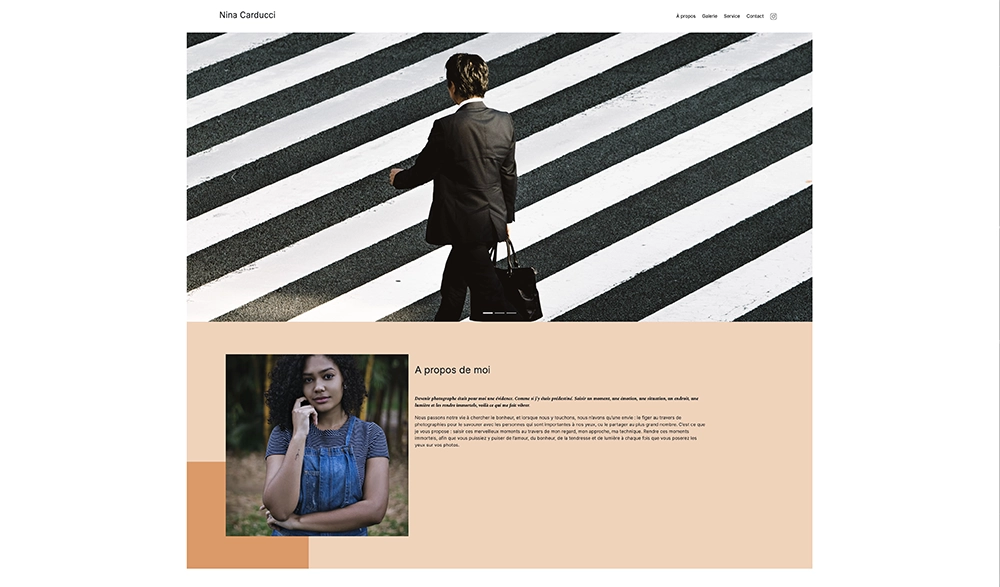 Nina Carducci
À propos
Galerie
Service
Contact
A propos de moi
Devenir photographe était pour moi une évidence. Comme si j'y étais prédestiné. Saisir un moment, une émotion, une situation, un endroit, une
lumière et les rendre immortels, voilà ce qui me fait vibrer.
Nous passons notre vie à chercher le bonheur, et lorsque nous y touchons, nous n'avons qu'une envie : le figer au travers de
photographies pour le savourer avec les personnes qui sont importantes à nos yeux, ou le partager au plus grand nombre. C'est ce que
je vous propose : saisir ces merveilleux moments au travers de mon regard, mon approche, ma technique. Rendre ces moments
immortels, afin que vous puissiez y puiser de l'amour, du bonheur, de la tendresse et de lumière à chaque fois que vous poserez les
yeux sur vos photos.